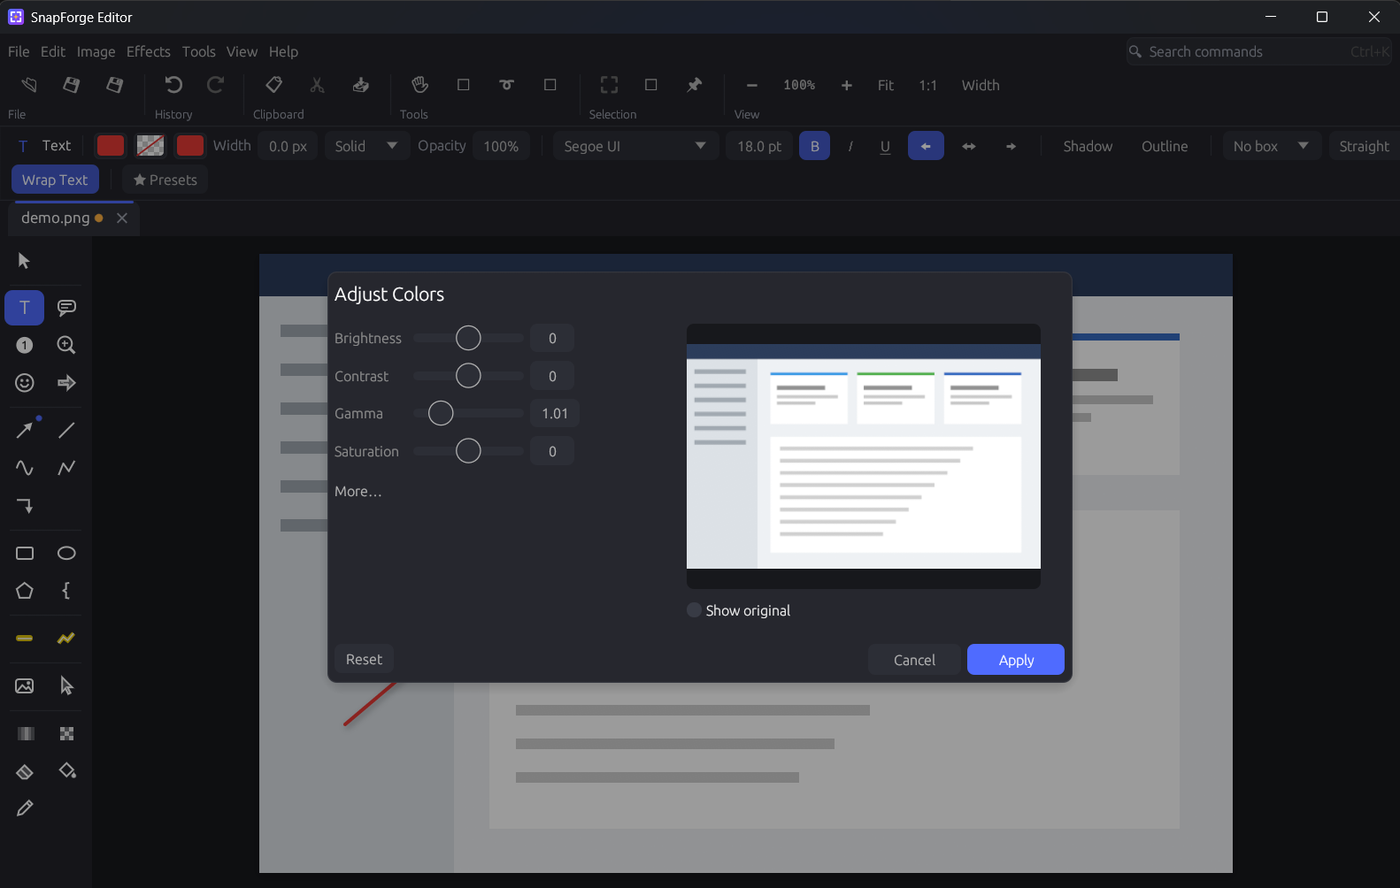 SnapForge Editor
File Edit Image Effects Tools View Help
Search commands Ctrl+K
100% Fit 1:1 Width
File History Clipboard Tools Selection View
T Text Width 0.0 px Solid Opacity 100% Segoe UI 18.0 pt B I U Shadow Outline No box Straight
Wrap Text Presets
demo.png
T
1
Adjust Colors
Brightness 0
Contrast 0
Gamma 1.01
Saturation 0
More...
Show original
Reset Cancel Apply